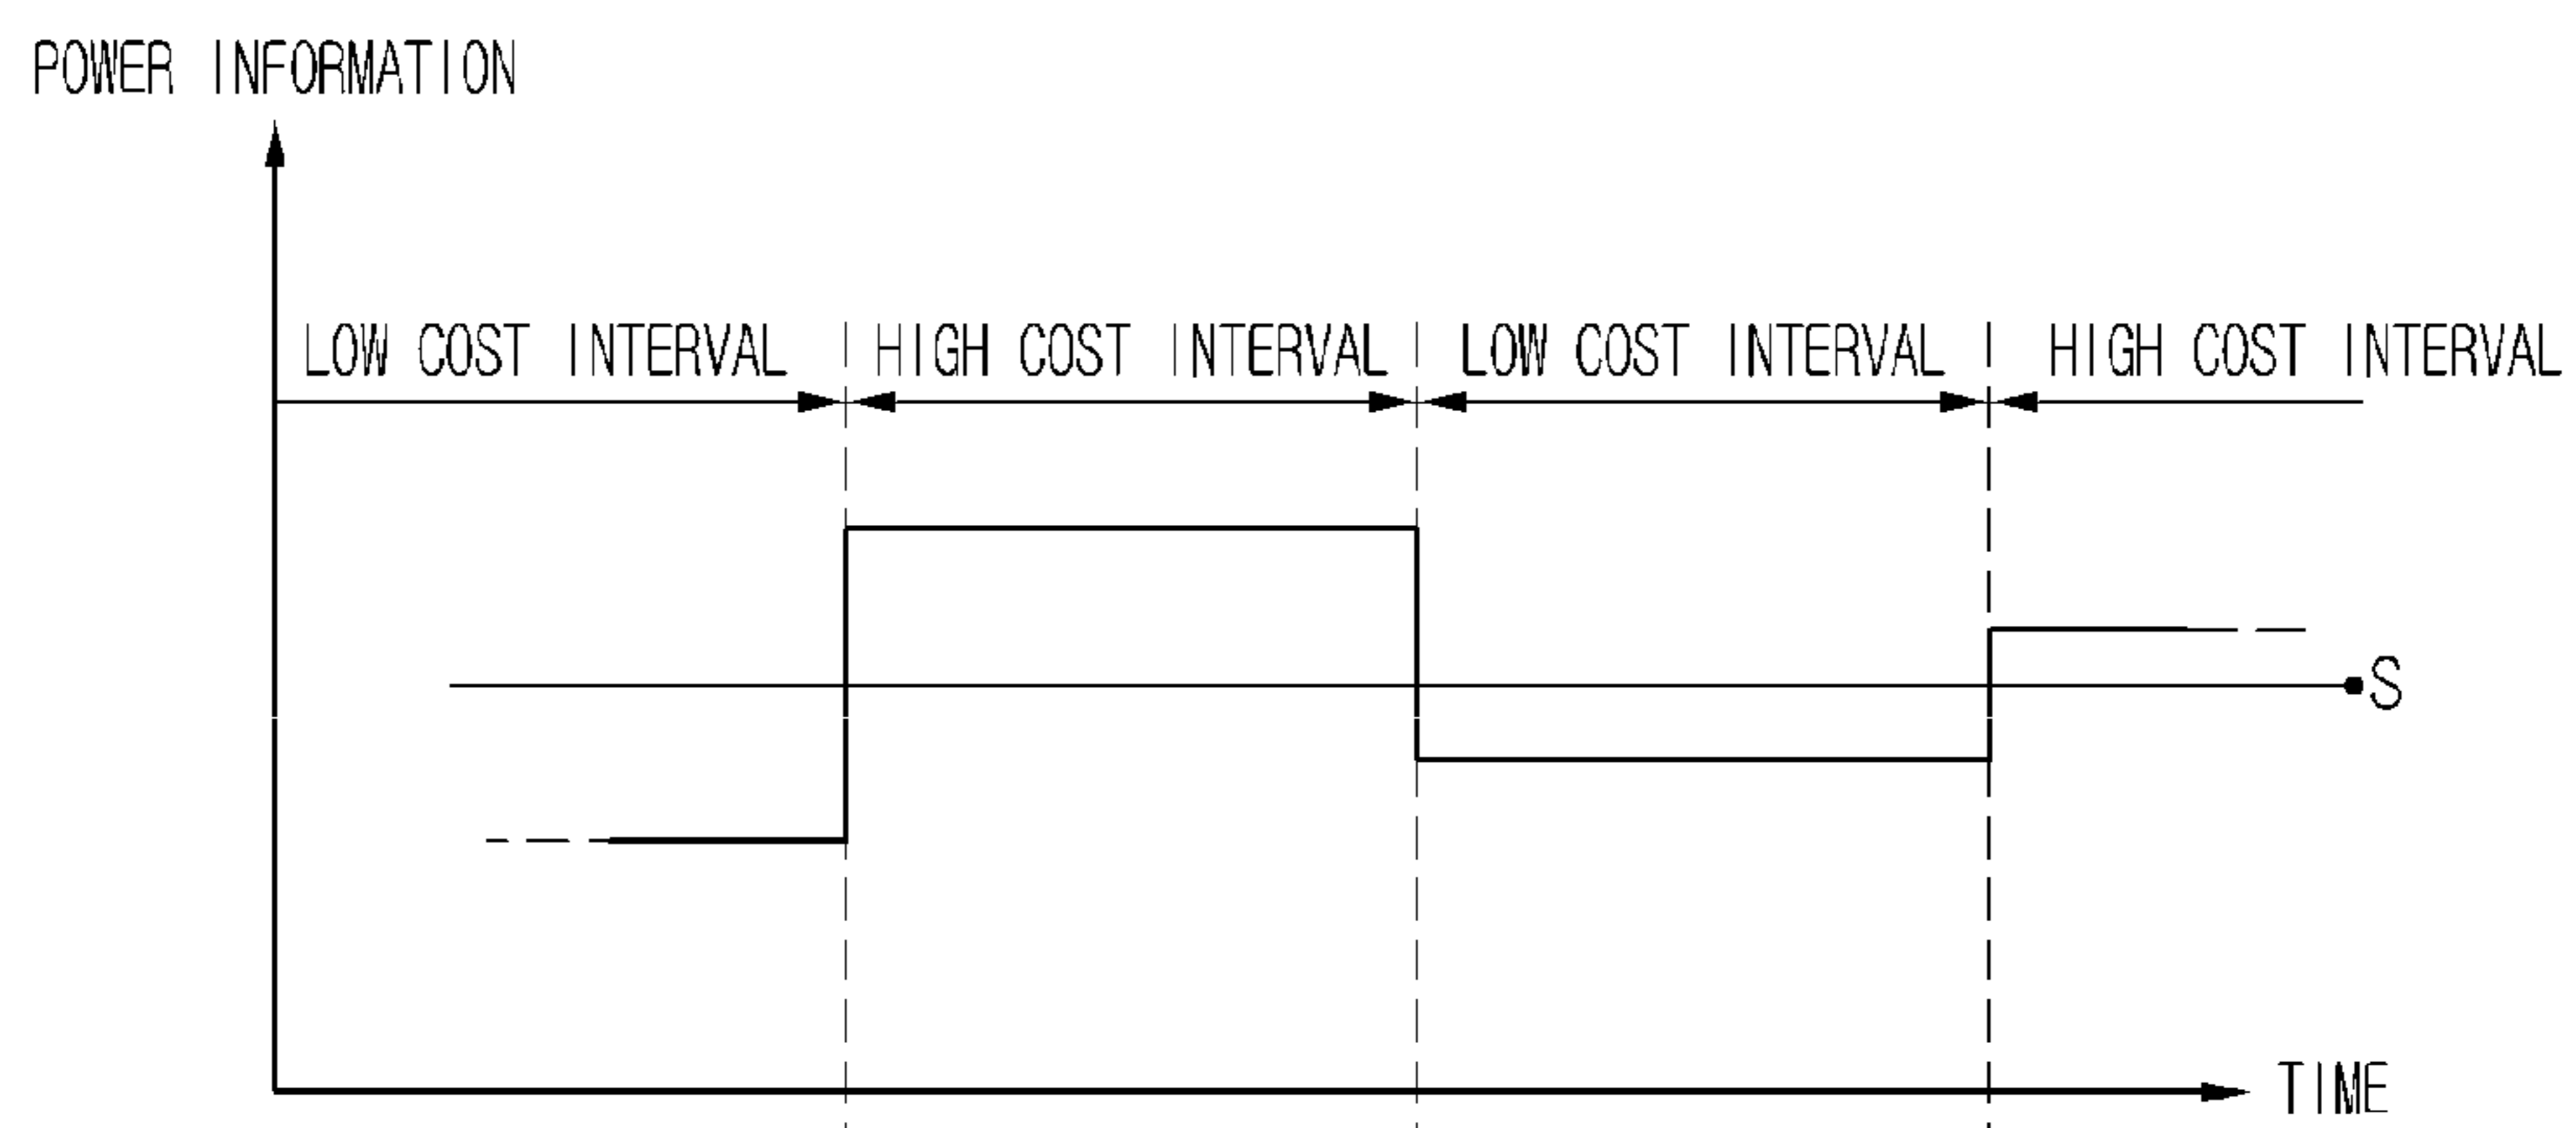 POWER INFORMATION
LOW COST INTERVAL HIGH COST INTERVAL LOW COST INTERVAL HIGH COST INTERVAL
S
TIME